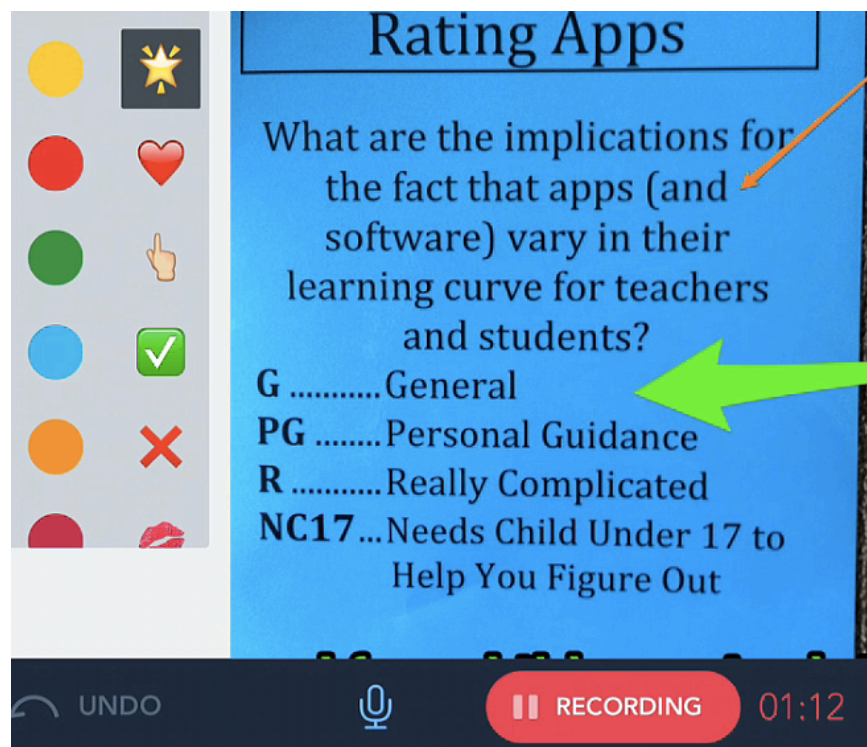 Rating Apps
What are the implications for
the fact that apps (and
software) vary in their
learning curve for teachers
and students?
G ...........General
PG ........Personal Guidance
R ...........Really Complicated
NC17...Needs Child Under 17 to
Help You Figure Out
UNDO
RECORDING
01:12